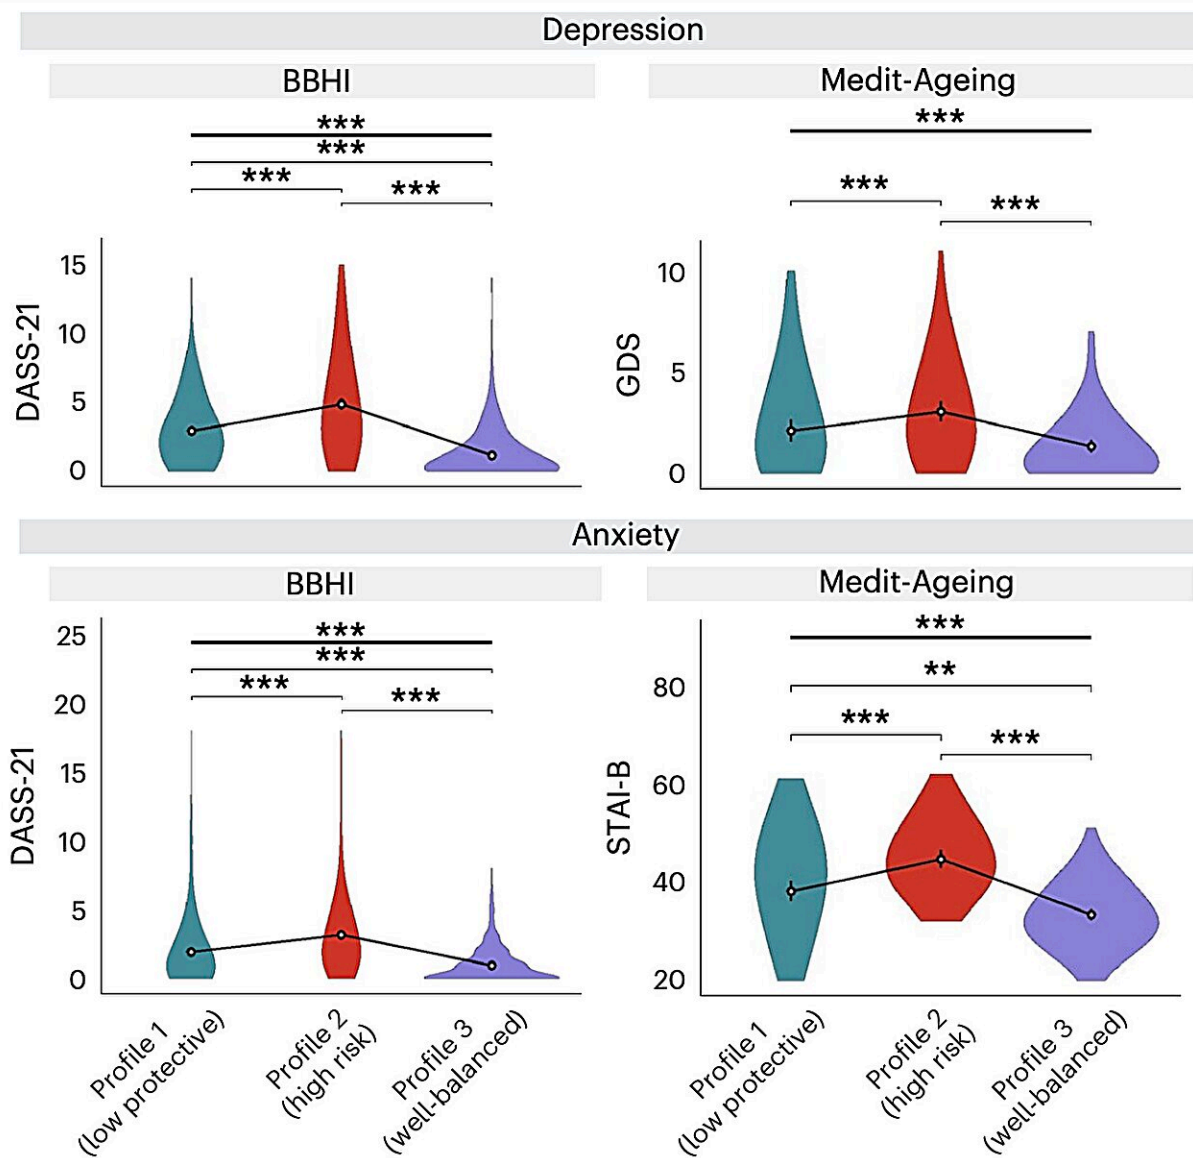 Depression
BBHI
Medit-Ageing
***
***
***
***
DASS-21
15
10
5
0
***
***
***
GDS
10
5
0
Anxiety
BBHI
Medit-Ageing
***
***
***
***
DASS-21
25
20
15
10
5
0
***
**
***
***
STAI-B
80
60
40
20
Profile 1
(low protective)
Profile 2
(high risk)
Profile 3
(well-balanced)
Profile 1
(low protective)
Profile 2
(high risk)
Profile 3
(well-balanced)